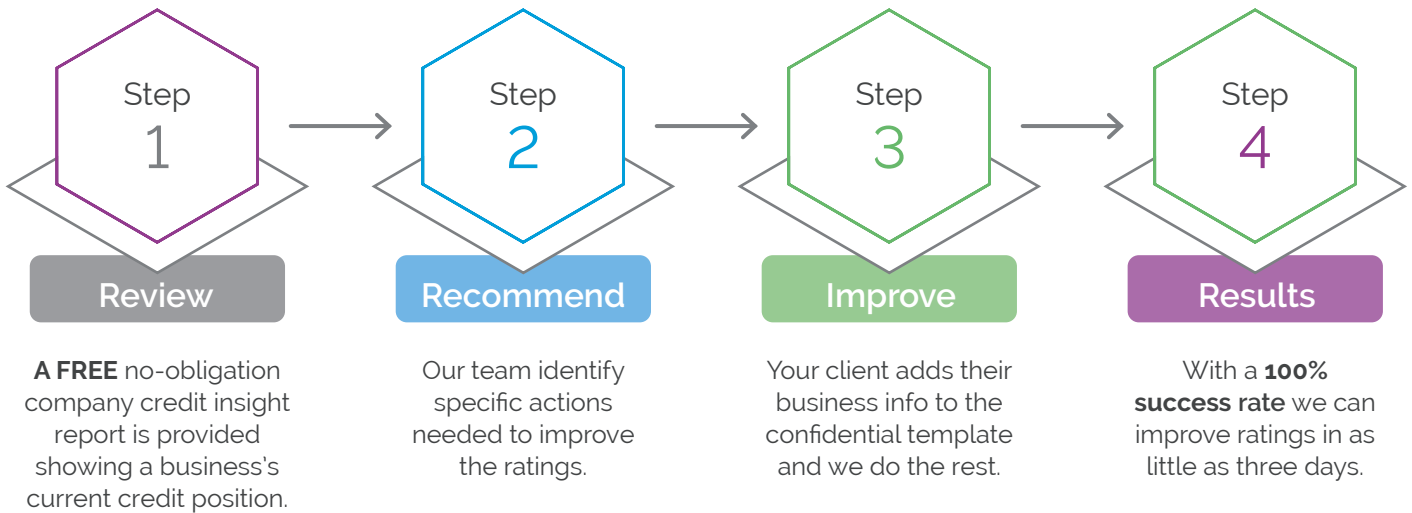 Step
1
Review
A FREE no-obligation
company credit insight
report is provided
showing a business's
current credit position.
Step
2
Recommend
Our team identify
specific actions
needed to improve
the ratings.
Step
3
Improve
Your client adds their
business info to the
confidential template
and we do the rest.
Step
4
Results
With a 100%
success rate we can
improve ratings in as
little as three days.